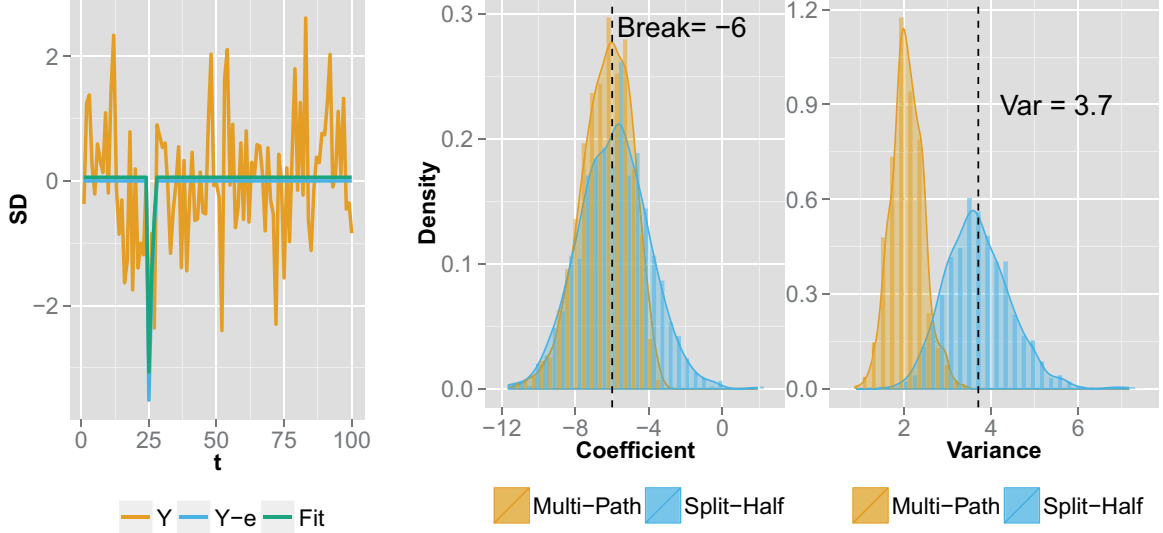 SD
2
0
−2
0
25
50
75
100
t
Y
Y−e
Fit
Density
0.3
0.2
0.1
0.0
Break= −6
−12
−8
−4
0
Coefficient
Multi−Path
Split−Half
1.2
0.9
0.6
0.3
0.0
Var = 3.7
2
4
6
Variance
Multi−Path
Split−Half